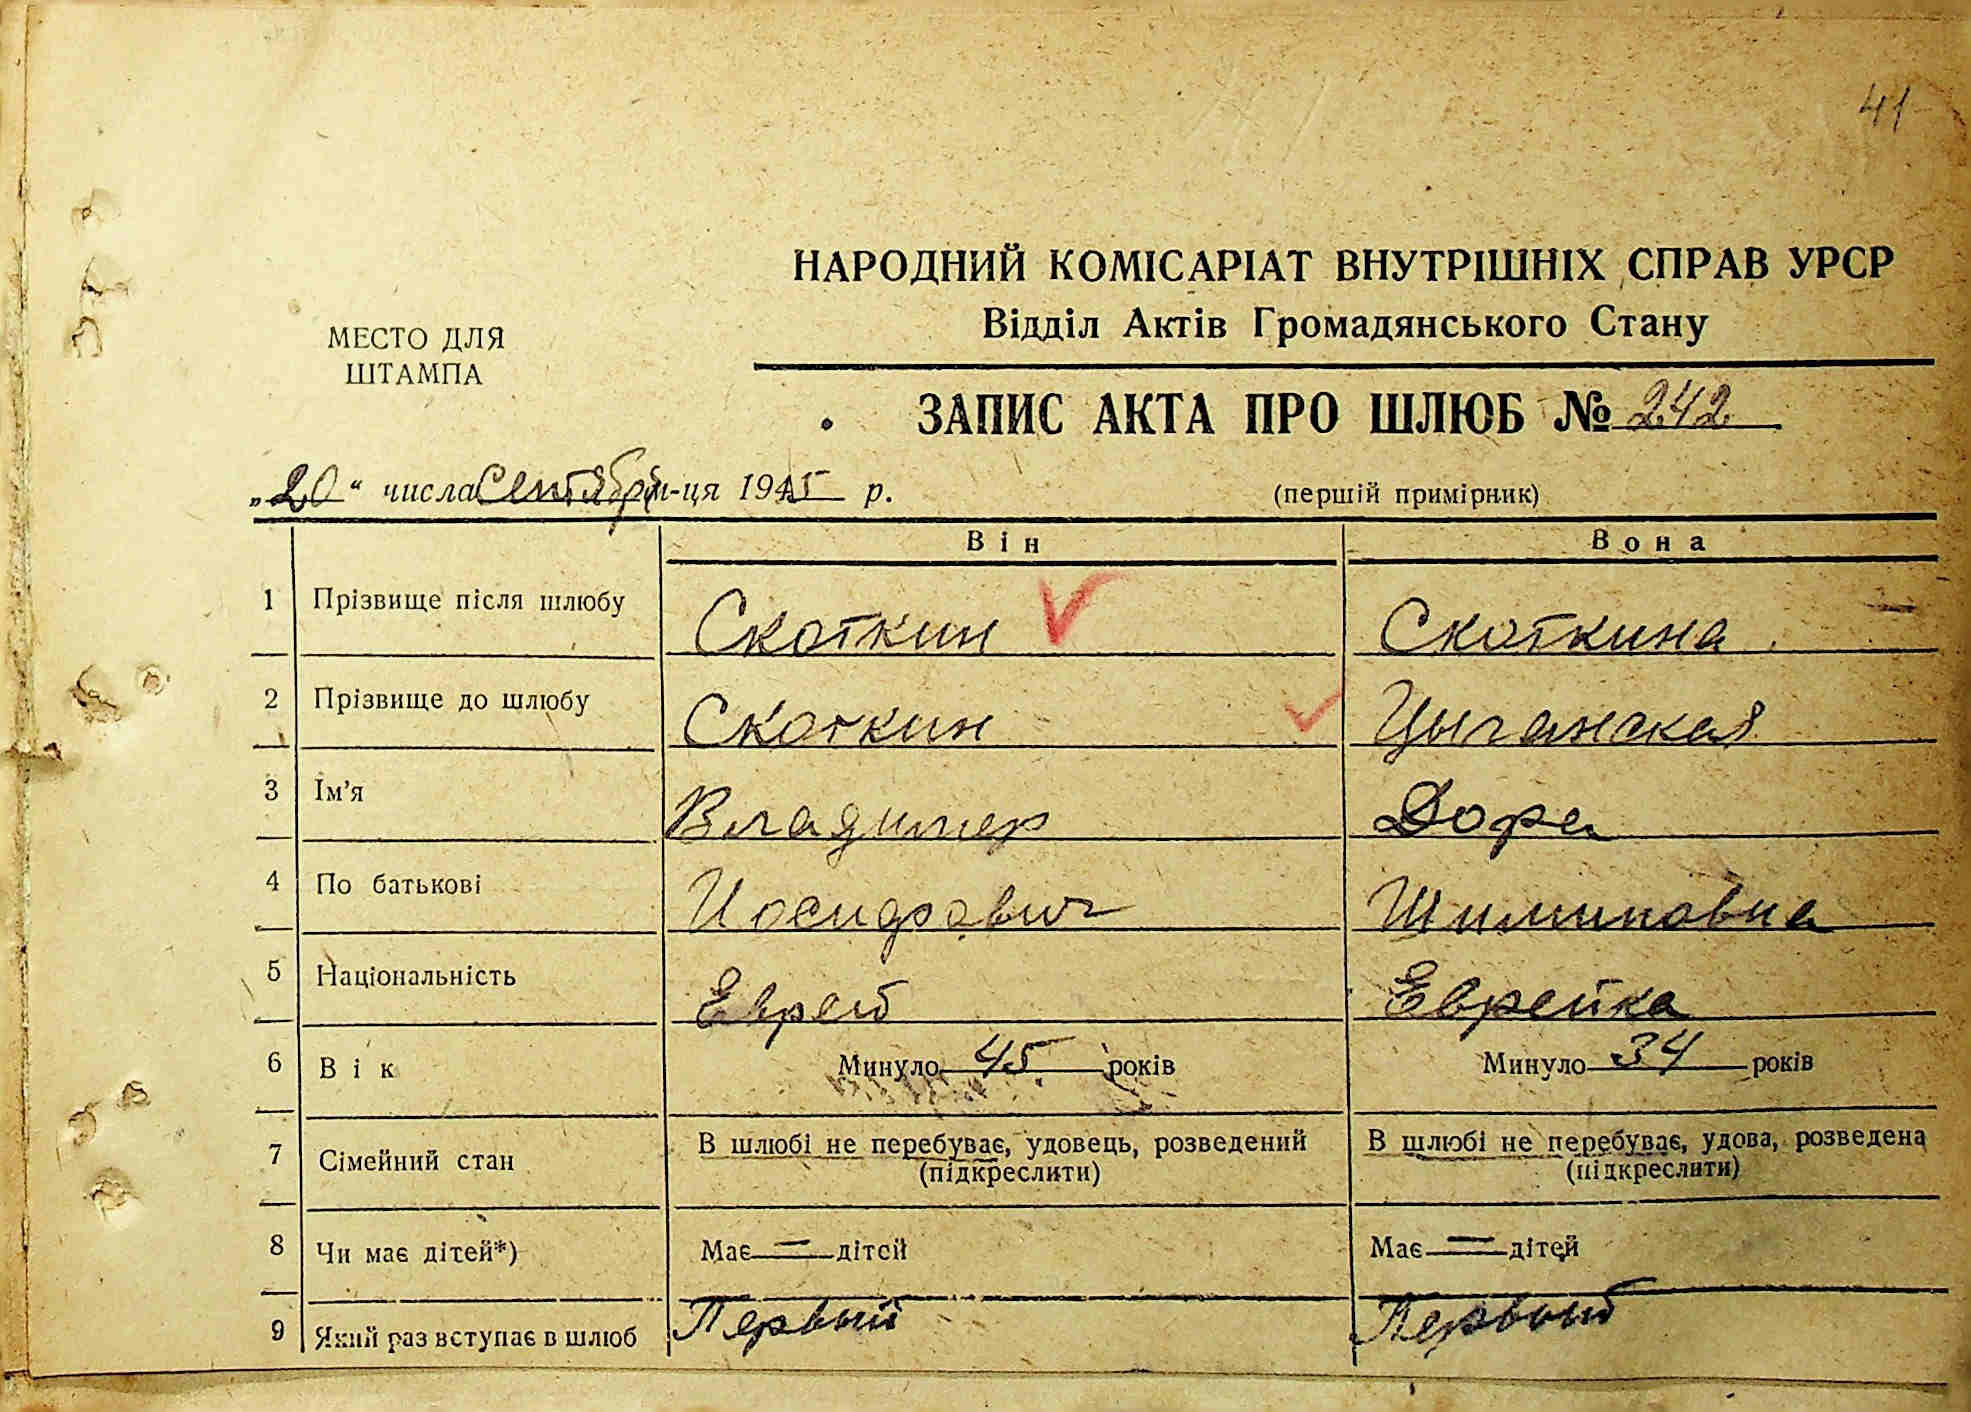 41
НАРОДНИЙ КОМІСАРІАТ ВНУТРІШНІХ СПРАВ УРСР
Відділ Актів Громадянського Стану
МЕСТО ДЛЯ
ШТАМПА
ЗАПИС АКТА ПРО ШЛЮБ № 242
„20“ числа Сентября м-ця 1945 р. (першій примірник)
Він Вона
1 Прізвище після шлюбу Скоткин Скоткина
2 Прізвище до шлюбу Скоткин Цыганская
3 Ім'я Владимер Дора
4 По батькові Иосифович Шиминовна
5 Національність Еврей Еврейка
6 Вік Минуло 45 років Минуло 34 років
7 Сімейний стан В шлюбі не перебуває, удовець, розведений В шлюбі не перебуває, удова, розведена
(підкреслити) (підкреслити)
8 Чи має дітей*) Має — дітей Має — дітей
9 Який раз вступає в шлюб Первый Первый